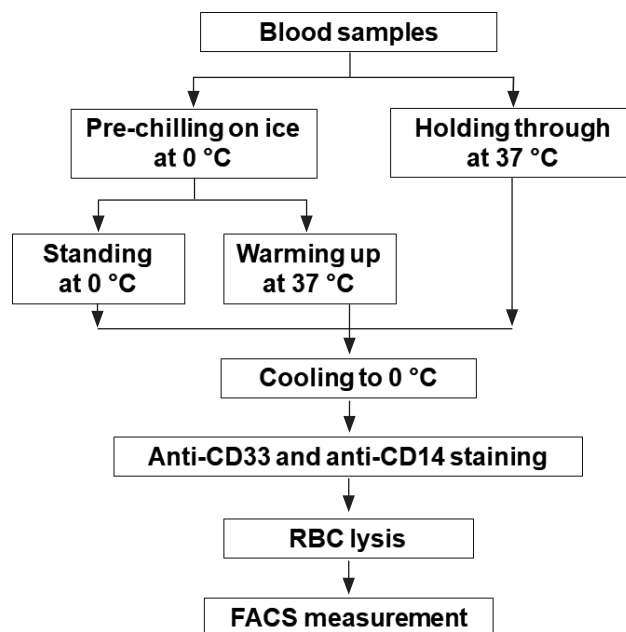 Blood samples
Pre-chilling on ice
at 0 °C
Holding through
at 37 °C
Standing
at 0 °C
Warming up
at 37 °C
Cooling to 0 °C
Anti-CD33 and anti-CD14 staining
RBC lysis
FACS measurement